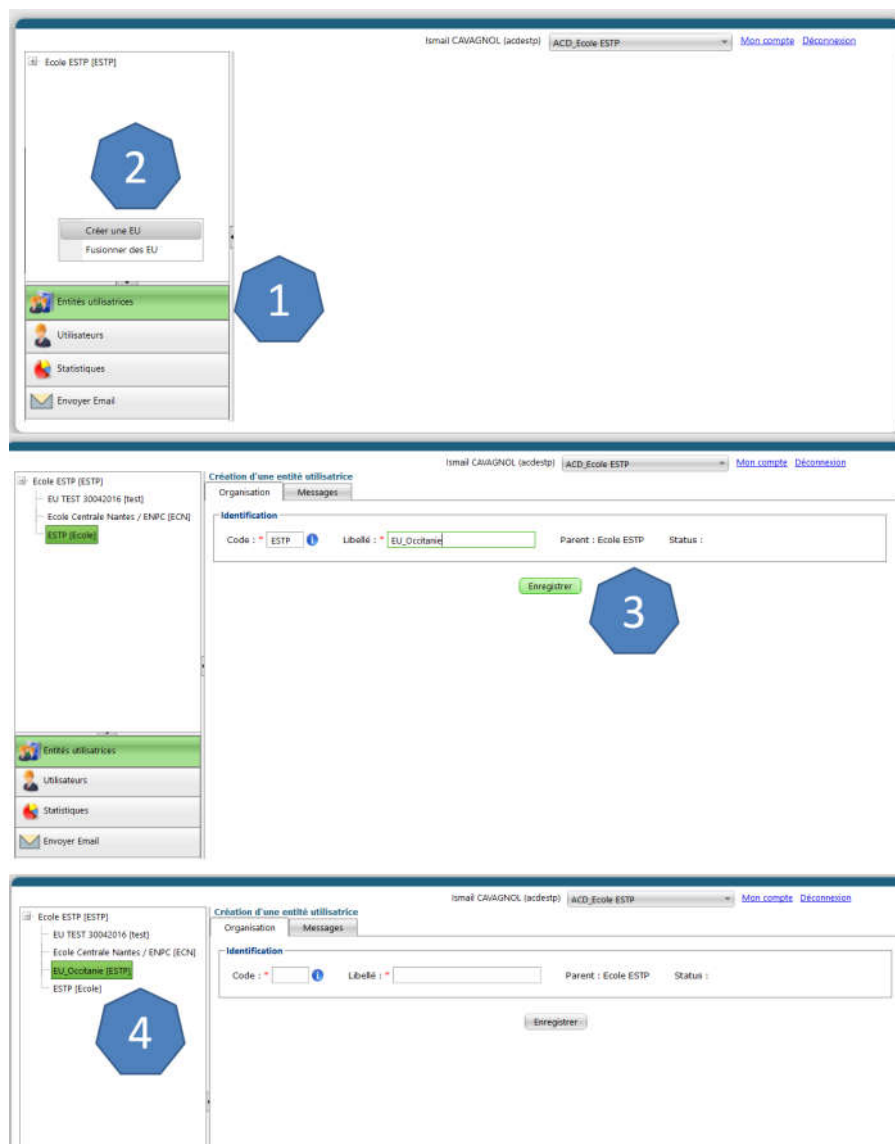 Ismail CAVAGNOL (acdestp) ACD_Ecole ESTP Mon compte Déconnexion
Ecole ESTP [ESTP]
2
Créer une EU
Fusionner des EU
1
Entités utilisatrices
Utilisateurs
Statistiques
Envoyer Email
Ismail CAVAGNOL (acdestp) ACD_Ecole ESTP Mon compte Déconnexion
Ecole ESTP [ESTP]
EU TEST 30042016 [test]
Ecole Centrale Nantes / ENPC [ECN]
ESTP [Ecole]
Création d'une entité utilisatrice
Organisation Messages
Identification
Code : * ESTP i Libellé : * EU_Occitanie Parent : Ecole ESTP Status :
Enregistrer
3
Entités utilisatrices
Utilisateurs
Statistiques
Envoyer Email
Ismail CAVAGNOL (acdestp) ACD_Ecole ESTP Mon compte Déconnexion
Ecole ESTP [ESTP]
EU TEST 30042016 [test]
Ecole Centrale Nantes / ENPC [ECN]
EU_Occitanie [ESTP]
ESTP [Ecole]
4
Création d'une entité utilisatrice
Organisation Messages
Identification
Code : * i Libellé : * Parent : Ecole ESTP Status :
Enregistrer